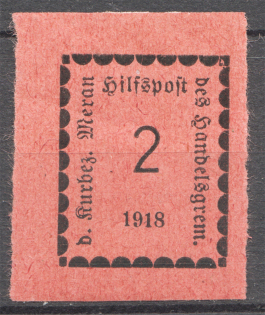 Hilfspost
des Handelsgrem.
d. Kurbez. Meran
2
1918